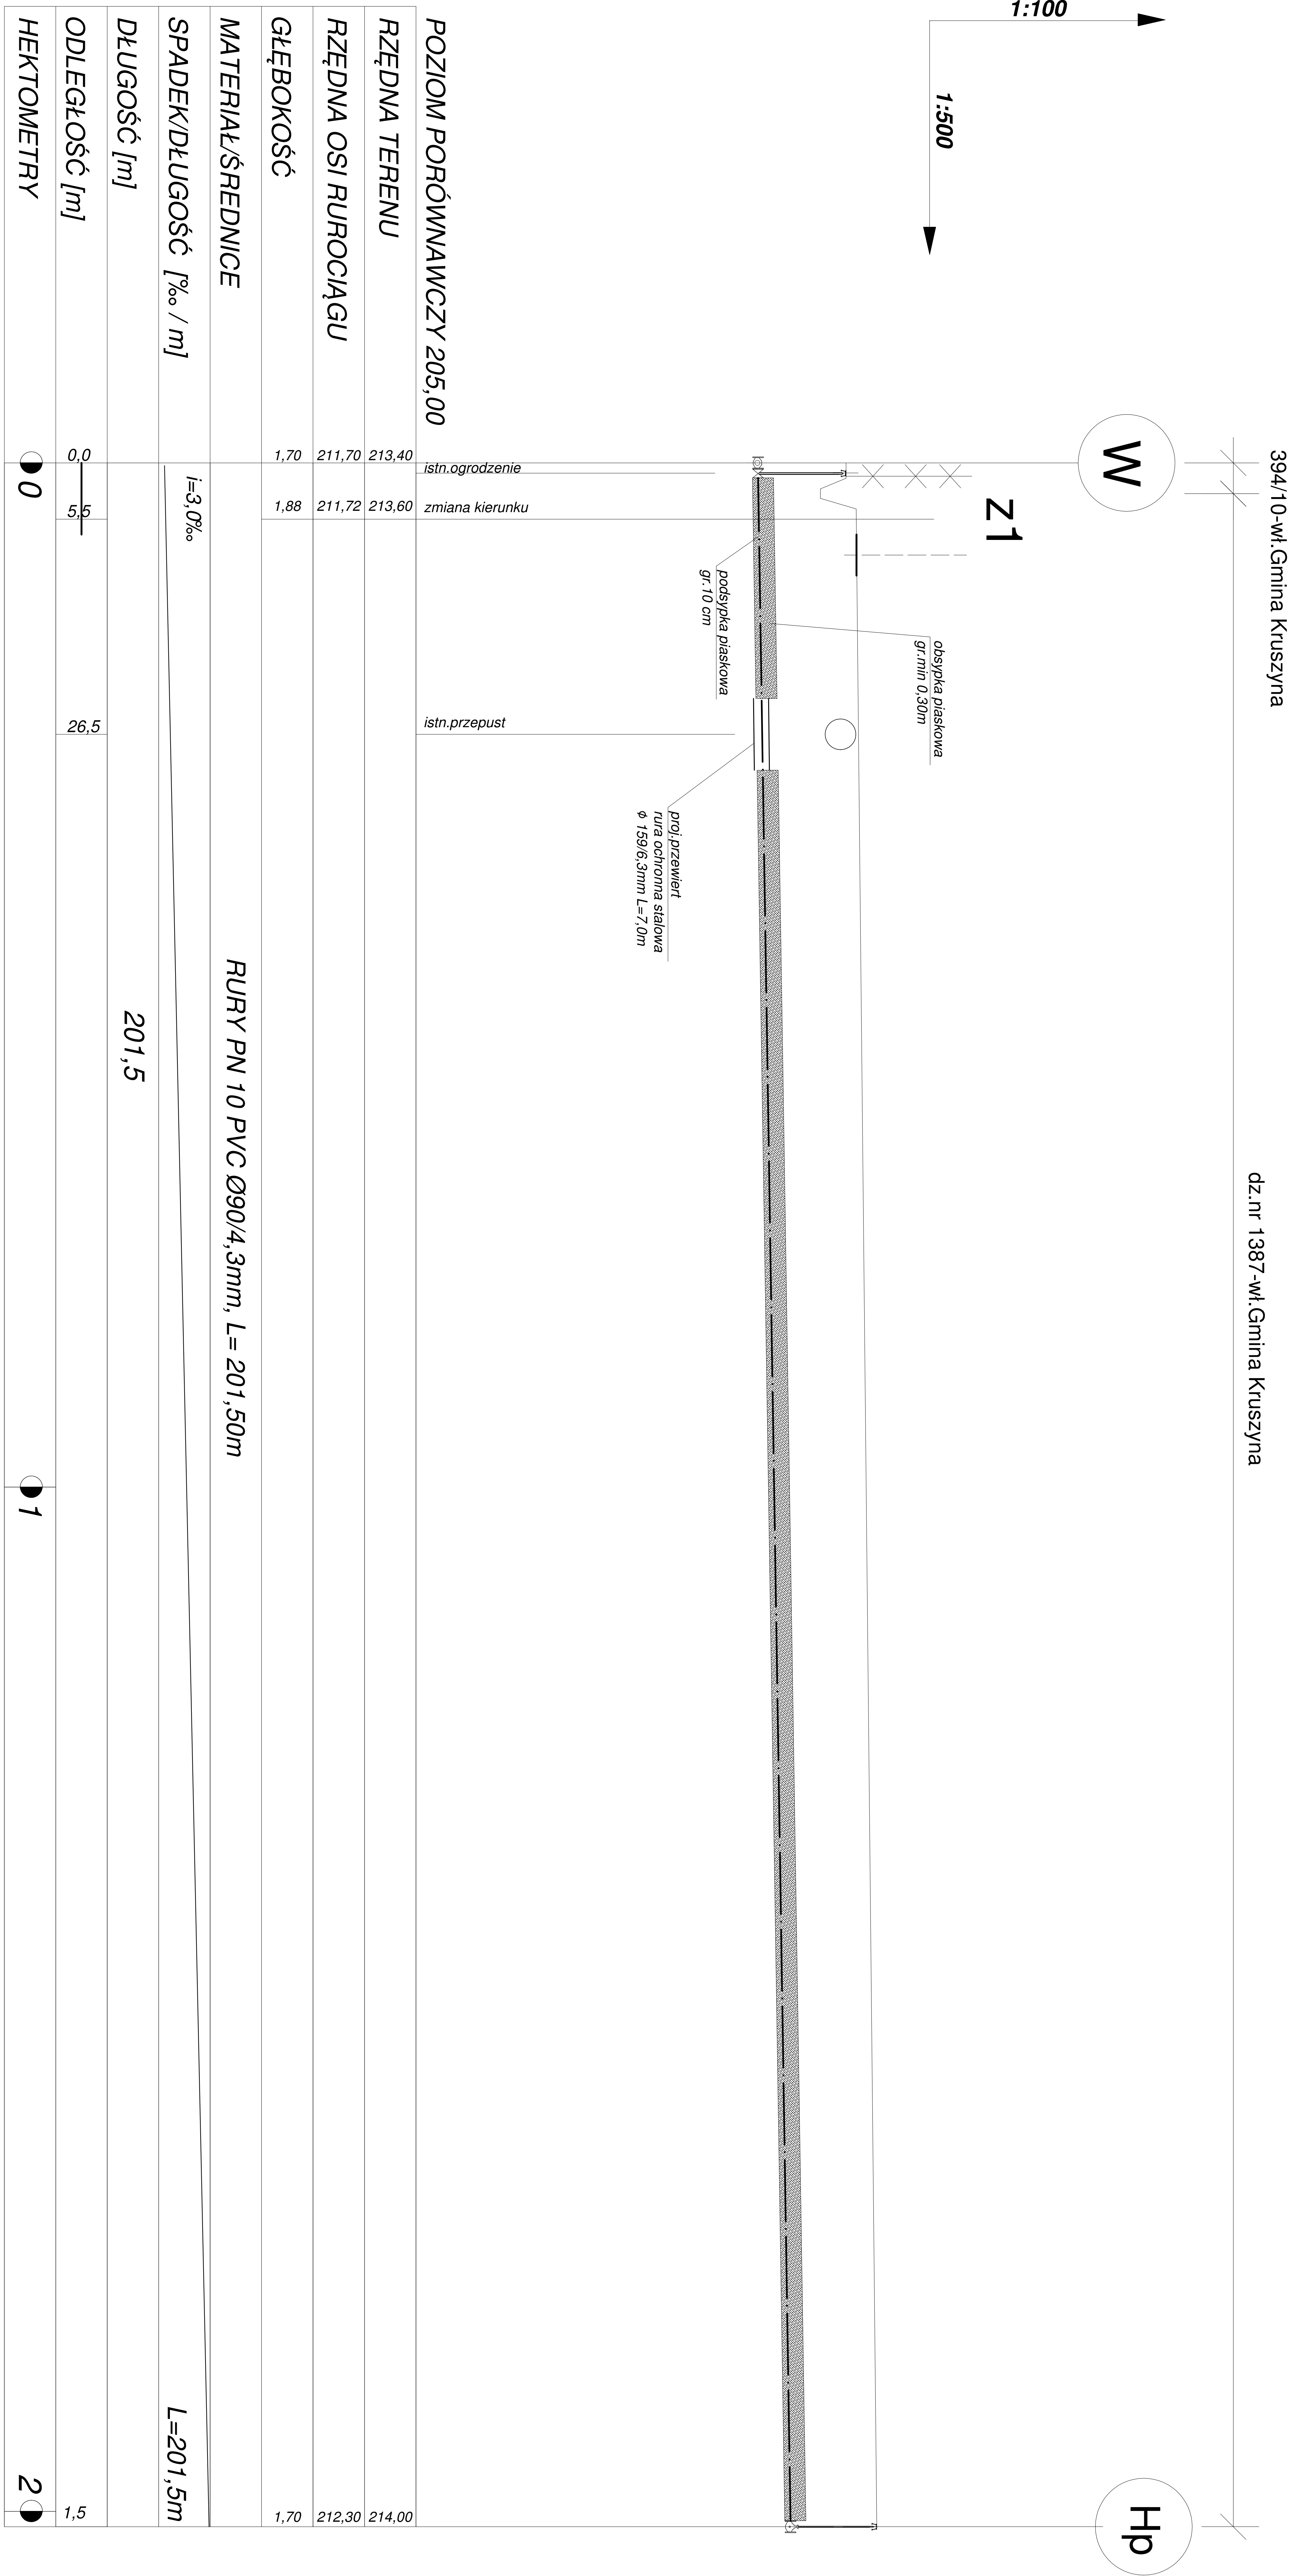 1:100
1:500
394/10-wł.Gmina Kruszyna
dz.nr 1387-wł.Gmina Kruszyna
W
z1
Hp
obsypka piaskowa
gr.min 0,30m
podsypka piaskowa
gr.10 cm
proj.przewiert
rura ochronna stalowa
ϕ 159/6,3mm L=7,0m
istn.ogrodzenie
zmiana kierunku
istn.przepust
POZIOM PORÓWNAWCZY 205,00
RZĘDNA TERENU
213,40
213,60
214,00
RZĘDNA OSI RUROCIĄGU
211,70
211,72
212,30
GŁĘBOKOŚĆ
1,70
1,88
1,70
MATERIAŁ/ŚREDNICE
RURY PN 10 PVC Ø90/4,3mm, L= 201,50m
SPADEK/DŁUGOŚĆ [‰ / m]
i=3,0‰
L=201,5m
DŁUGOŚĆ [m]
201,5
ODLEGŁOŚĆ [m]
0,0
5,5
26,5
1,5
HEKTOMETRY
0
1
2